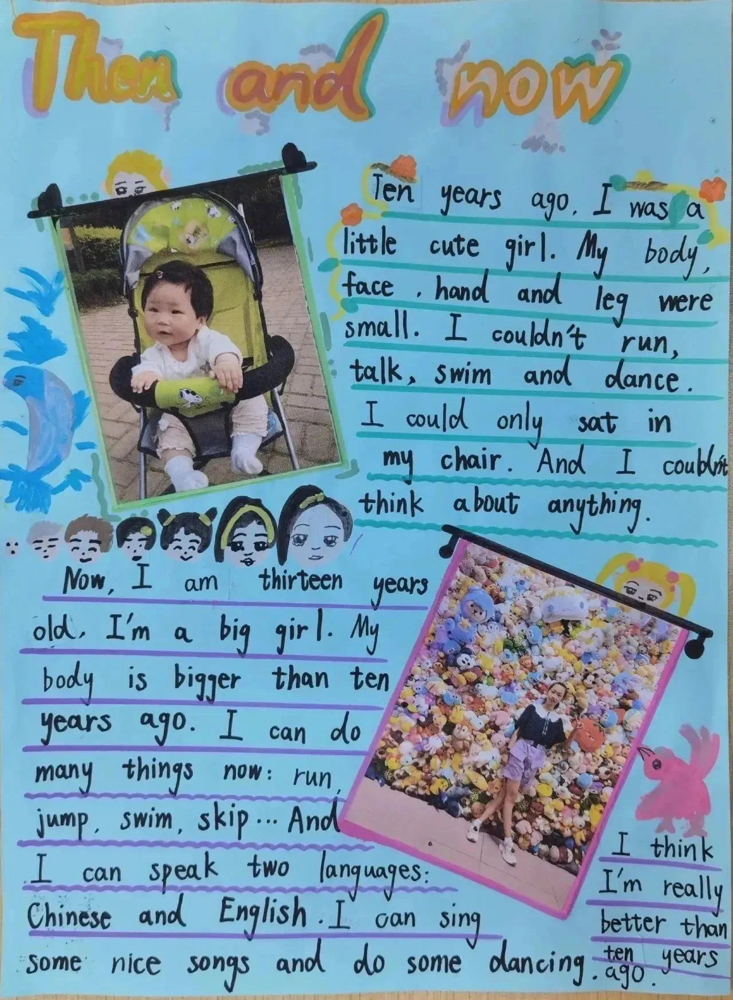 Then and now
Ten years ago, I was a
little cute girl. My body,
face, hand and leg were
small. I couldn't run,
talk, swim and dance.
I could only sat in
my chair. And I couldn't
think about anything.
Now, I am thirteen years
old, I'm a big girl. My
body is bigger than ten
years ago. I can do
many things now: run,
jump, swim, skip... And
I can speak two languages:
Chinese and English. I can sing
some nice songs and do some dancing.
I think
I'm really
better than
ten years
ago.